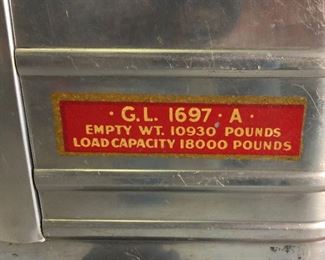 · G.L. 1697 · A ·
EMPTY WT. 10930 POUNDS
LOAD CAPACITY 18000 POUNDS